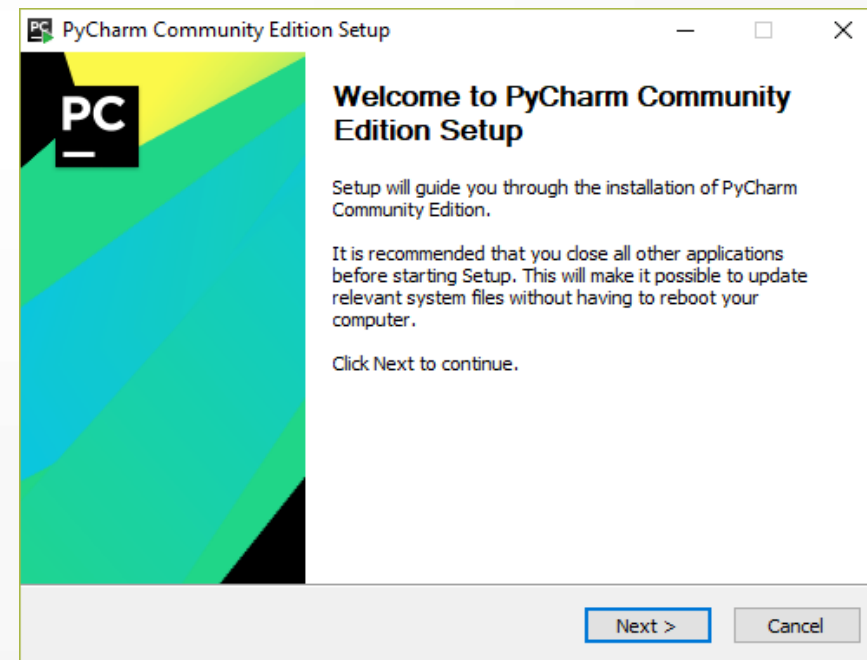 PyCharm Community Edition Setup
PC
Welcome to PyCharm Community
Edition Setup
Setup will guide you through the installation of PyCharm
Community Edition.
It is recommended that you close all other applications
before starting Setup. This will make it possible to update
relevant system files without having to reboot your
computer.
Click Next to continue.
Next >
Cancel